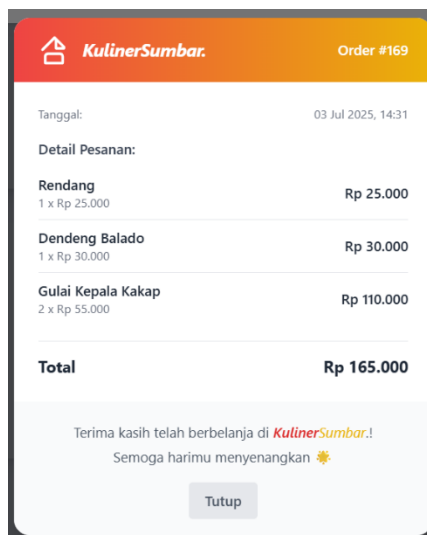 KulinerSumbar. Order #169
Tanggal: 03 Jul 2025, 14:31
Detail Pesanan:
Rendang
1 x Rp 25.000 Rp 25.000
Dendeng Balado
1 x Rp 30.000 Rp 30.000
Gulai Kepala Kakap
2 x Rp 55.000 Rp 110.000
Total Rp 165.000
Terima kasih telah berbelanja di KulinerSumbar.!
Semoga harimu menyenangkan 🌟
Tutup